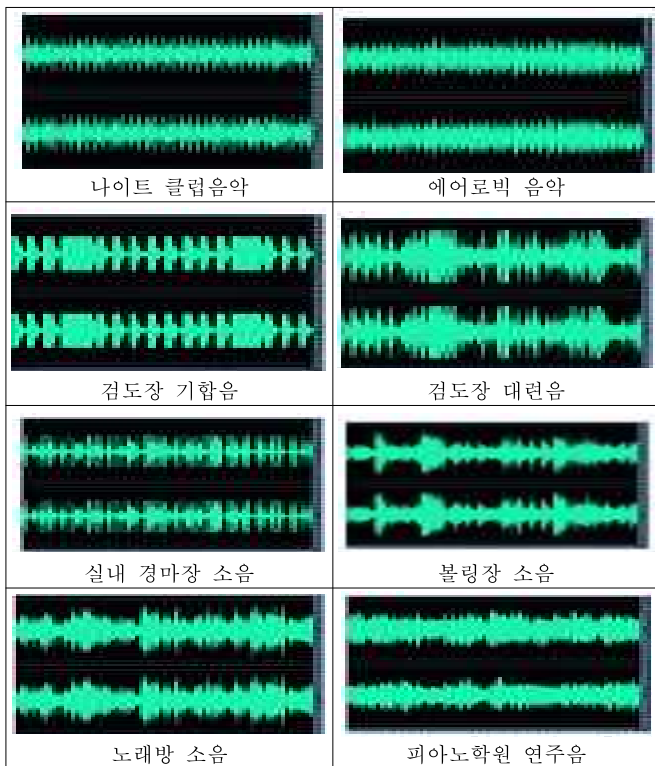 나이트 클럽음악
에어로빅 음악
검도장 기합음
검도장 대련음
실내 경마장 소음
볼링장 소음
노래방 소음
피아노학원 연주음